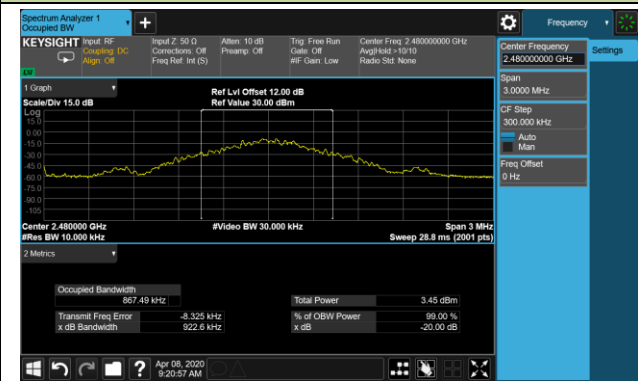 Spectrum Analyzer 1
Occupied BW
+
Frequency
KEYSIGHT
Input: RF
Coupling: DC
Align: Off
Input Z: 50 Ω
Corrections: Off
Freq Ref: Int (S)
Atten: 10 dB
Preamp: Off
Trig: Free Run
Gate: Off
#IF Gain: Low
Center Freq: 2.480000000 GHz
Avg|Hold:>10/10
Radio Std: None
Center Frequency
2.480000000 GHz
Settings
Span
3.0000 MHz
CF Step
300.000 kHz
Auto
Man
Freq Offset
0 Hz
1 Graph
Scale/Div 15.0 dB
Ref Lvl Offset 12.00 dB
Ref Value 30.00 dBm
Log
15.0
0.00
-15.0
-30.0
-45.0
-60.0
-75.0
-90.0
-105
Center 2.480000 GHz
#Res BW 10.000 kHz
#Video BW 30.000 kHz
Span 3 MHz
Sweep 28.8 ms (2001 pts)
2 Metrics
Occupied Bandwidth
867.49 kHz
Total Power 3.45 dBm
Transmit Freq Error -8.325 kHz
% of OBW Power 99.00 %
x dB Bandwidth 922.6 kHz
x dB -20.00 dB
?
Apr 08, 2020
9:20:57 AM